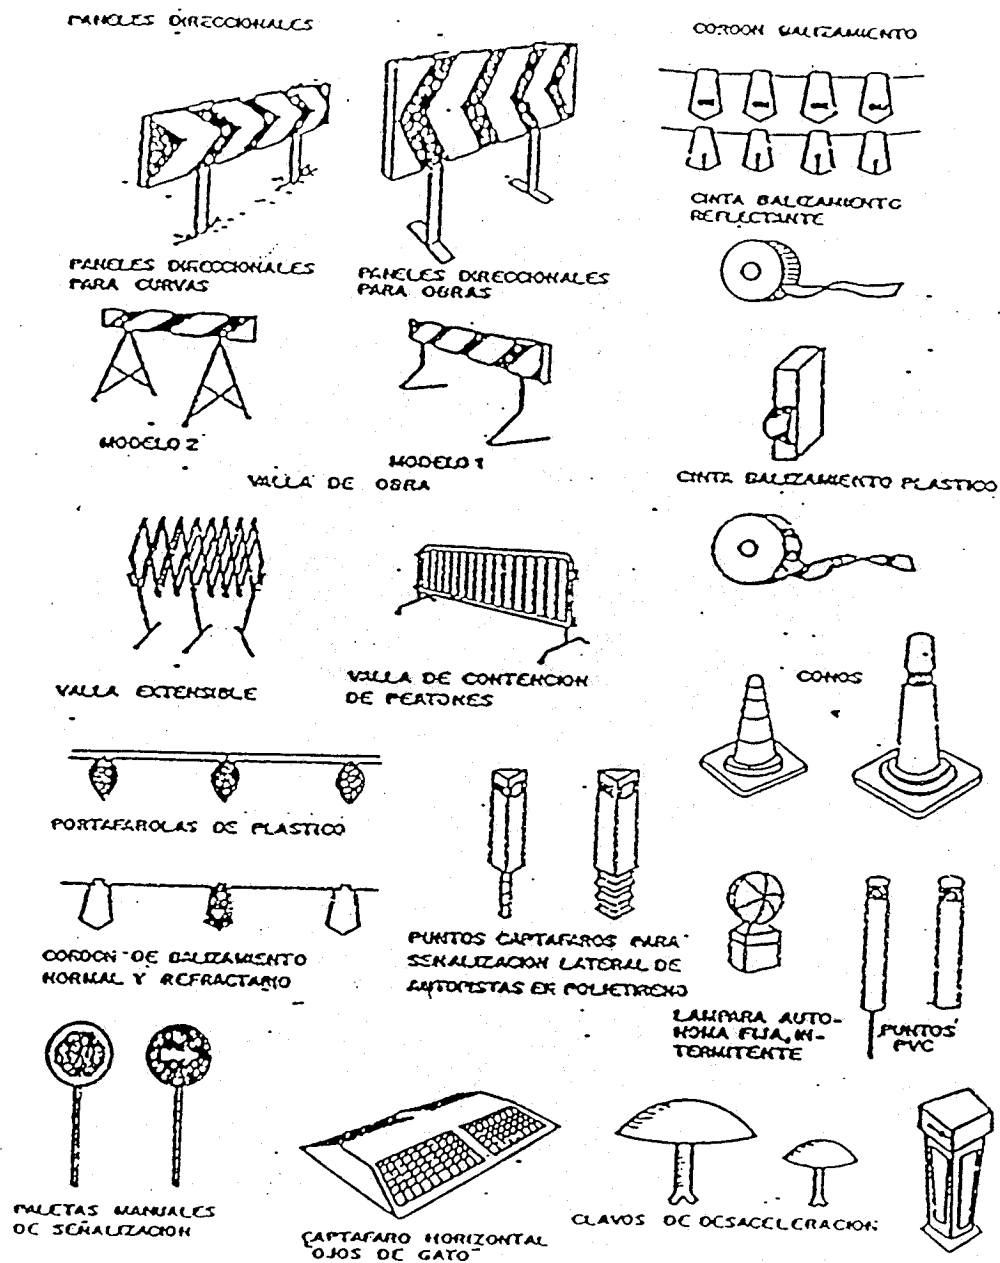 PANELES DIRECCIONALES
CORDON BALIZAMIENTO
CINTA BALIZAMIENTO
REFLECTANTE
PANELES DIRECCIONALES
PARA CURVAS
PANELES DIRECCIONALES
PARA OBRAS
MODELO 2
MODELO 1
VALLA DE OBRA
CINTA BALIZAMIENTO PLASTICO
VALLA EXTENSIBLE
VALLA DE CONTENCION
DE PEATONES
CONOS
PORTAFAROLAS DE PLASTICO
CORDON DE BALIZAMIENTO
NORMAL Y REFRACTARIO
PUNTOS CAPTAFAROS PARA
SEÑALIZACION LATERAL DE
AUTOPISTAS EN POLIETILENO
LAMPARA AUTO-
NOMA FIJA, IN-
TERMITENTE
PUNTOS
PVC
PALETAS MANUALES
DE SEÑALIZACION
CAPTAFARO HORIZONTAL
"OJOS DE GATO"
CLAVOS DE DESACELERACION